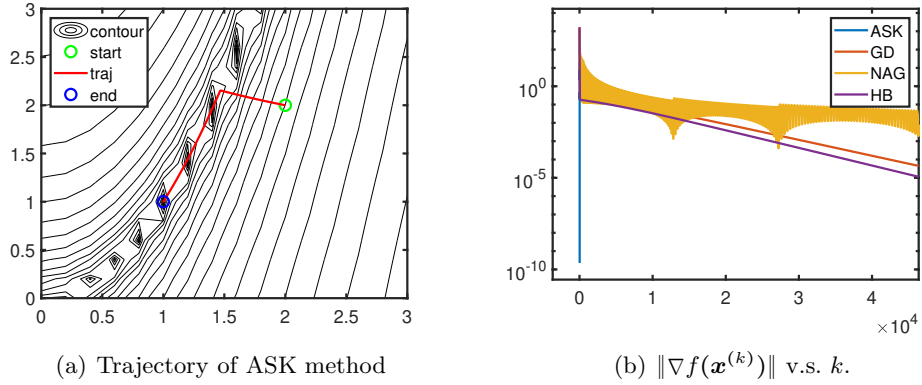 contour
start
traj
end
3
2.5
2
1.5
1
0.5
0
0 0.5 1 1.5 2 2.5 3
(a) Trajectory of ASK method
ASK
GD
NAG
HB
10^0
10^-5
10^-10
0 1 2 3 4
× 10^4
(b) ‖∇f(x^(k))‖ v.s. k.